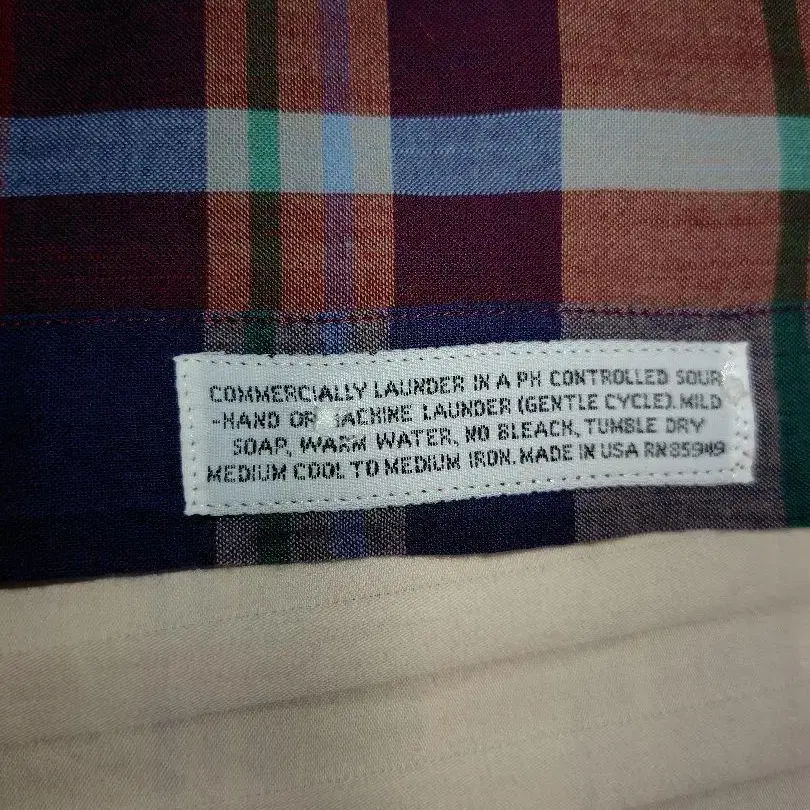 COMMERCIALLY LAUNDER IN A PH CONTROLLED SOUR
-HAND OR MACHINE LAUNDER (GENTLE CYCLE). MILD
SOAP, WARM WATER, NO BLEACH, TUMBLE DRY
MEDIUM COOL TO MEDIUM IRON. MADE IN USA RN85949